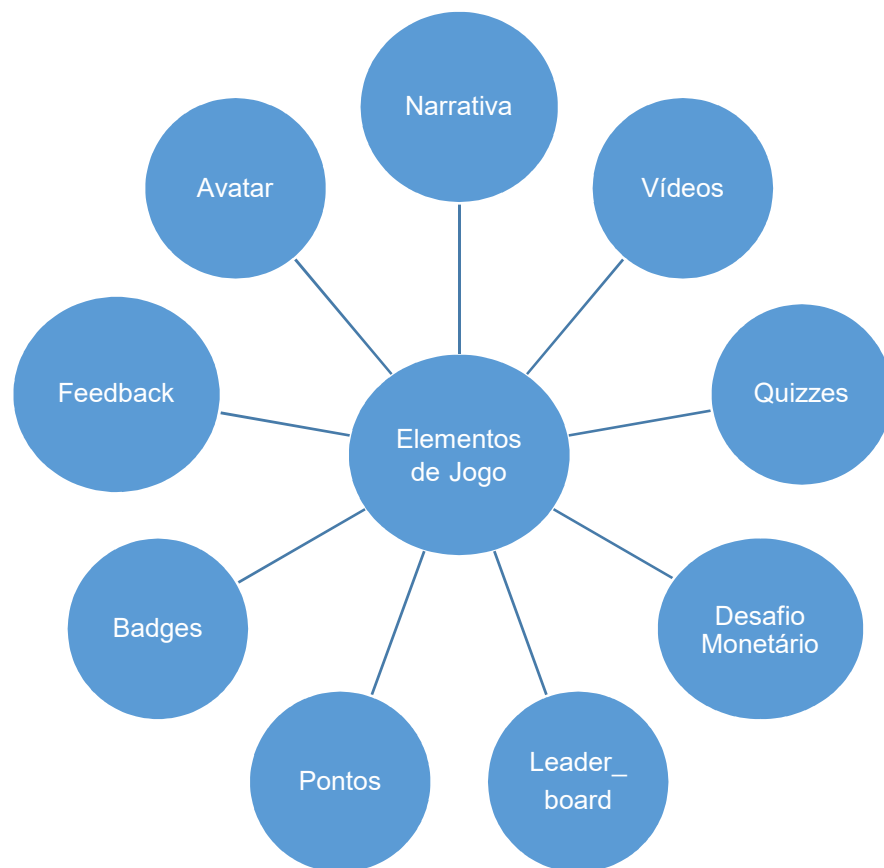 Narrativa
Avatar
Vídeos
Feedback
Quizzes
Elementos
de Jogo
Badges
Desafio
Monetário
Pontos
Leader_
board